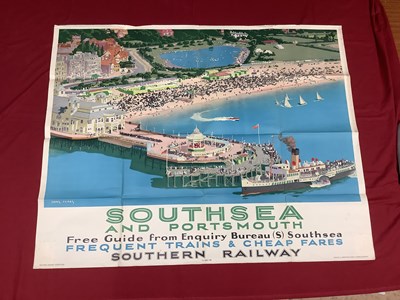 SOUTHSEA
AND PORTSMOUTH
Free Guide from Enquiry Bureau (S) Southsea
FREQUENT TRAINS & CHEAP FARES
SOUTHERN RAILWAY